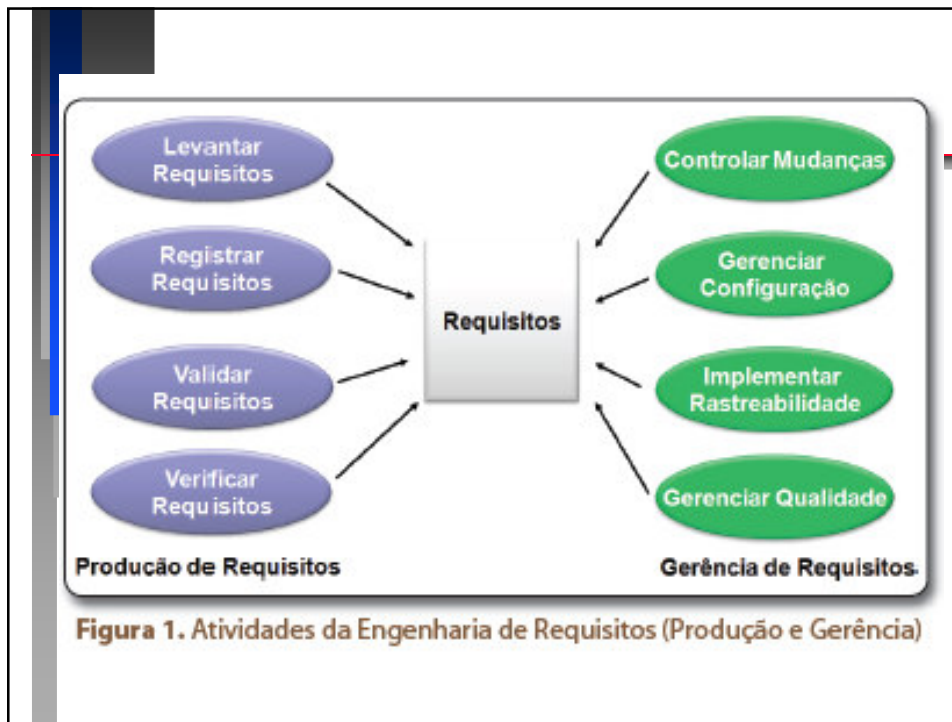 Levantar
Requisitos
Registrar
Requisitos
Validar
Requisitos
Verificar
Requisitos
Produção de Requisitos
Requisitos
Controlar Mudanças
Gerenciar
Configuração
Implementar
Rastreabilidade
Gerenciar Qualidade
Gerência de Requisitos.
Figura 1. Atividades da Engenharia de Requisitos (Produção e Gerência)